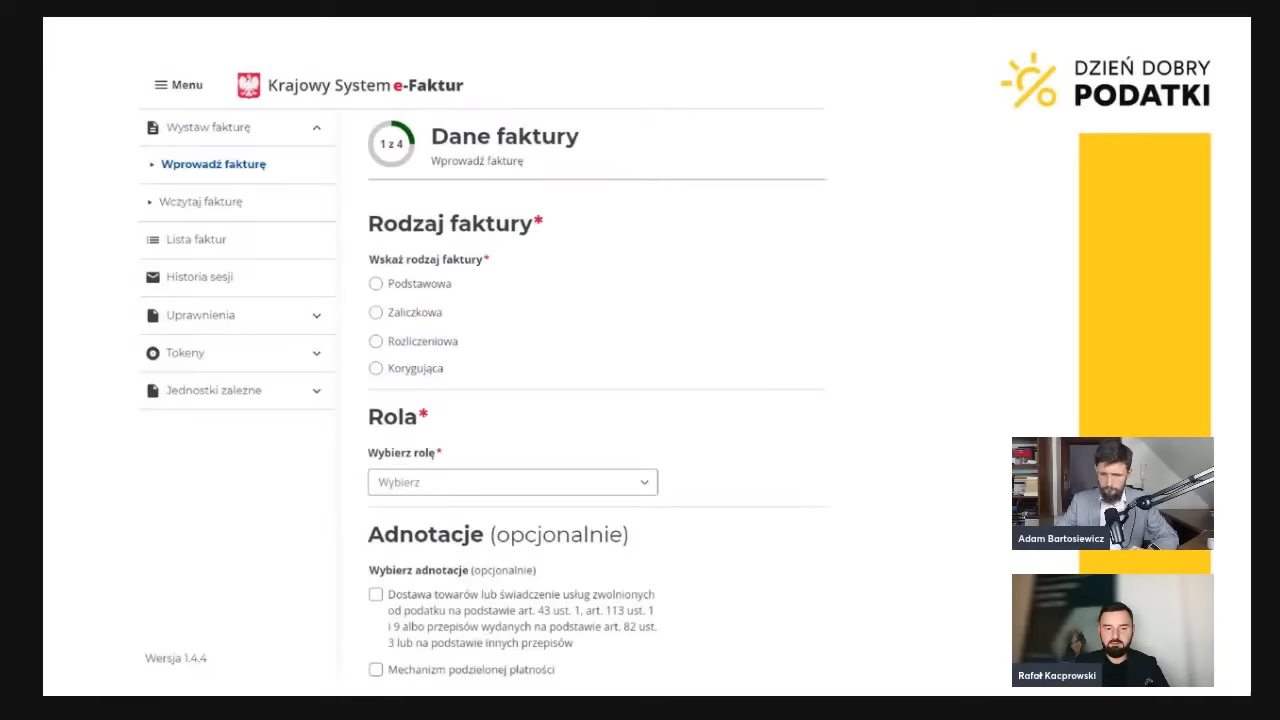 Menu
Krajowy System e-Faktur
DZIEŃ DOBRY
PODATKI
Wystaw fakturę
Wprowadź fakturę
Wczytaj fakturę
Lista faktur
Historia sesji
Uprawnienia
Tokeny
Jednostki zależne
Wersja 1.4.4
1 z 4
Dane faktury
Wprowadź fakturę
Rodzaj faktury*
Wskaż rodzaj faktury*
Podstawowa
Zaliczkowa
Rozliczeniowa
Korygująca
Rola*
Wybierz rolę*
Wybierz
Adnotacje (opcjonalnie)
Wybierz adnotacje (opcjonalnie)
Dostawa towarów lub świadczenie usług zwolnionych
od podatku na podstawie art. 43 ust. 1, art. 113 ust. 1
i 9 albo przepisów wydanych na podstawie art. 82 ust.
3 lub na podstawie innych przepisów
Mechanizm podzielonej płatności
Adam Bartosiewicz
Rafał Kacprowski